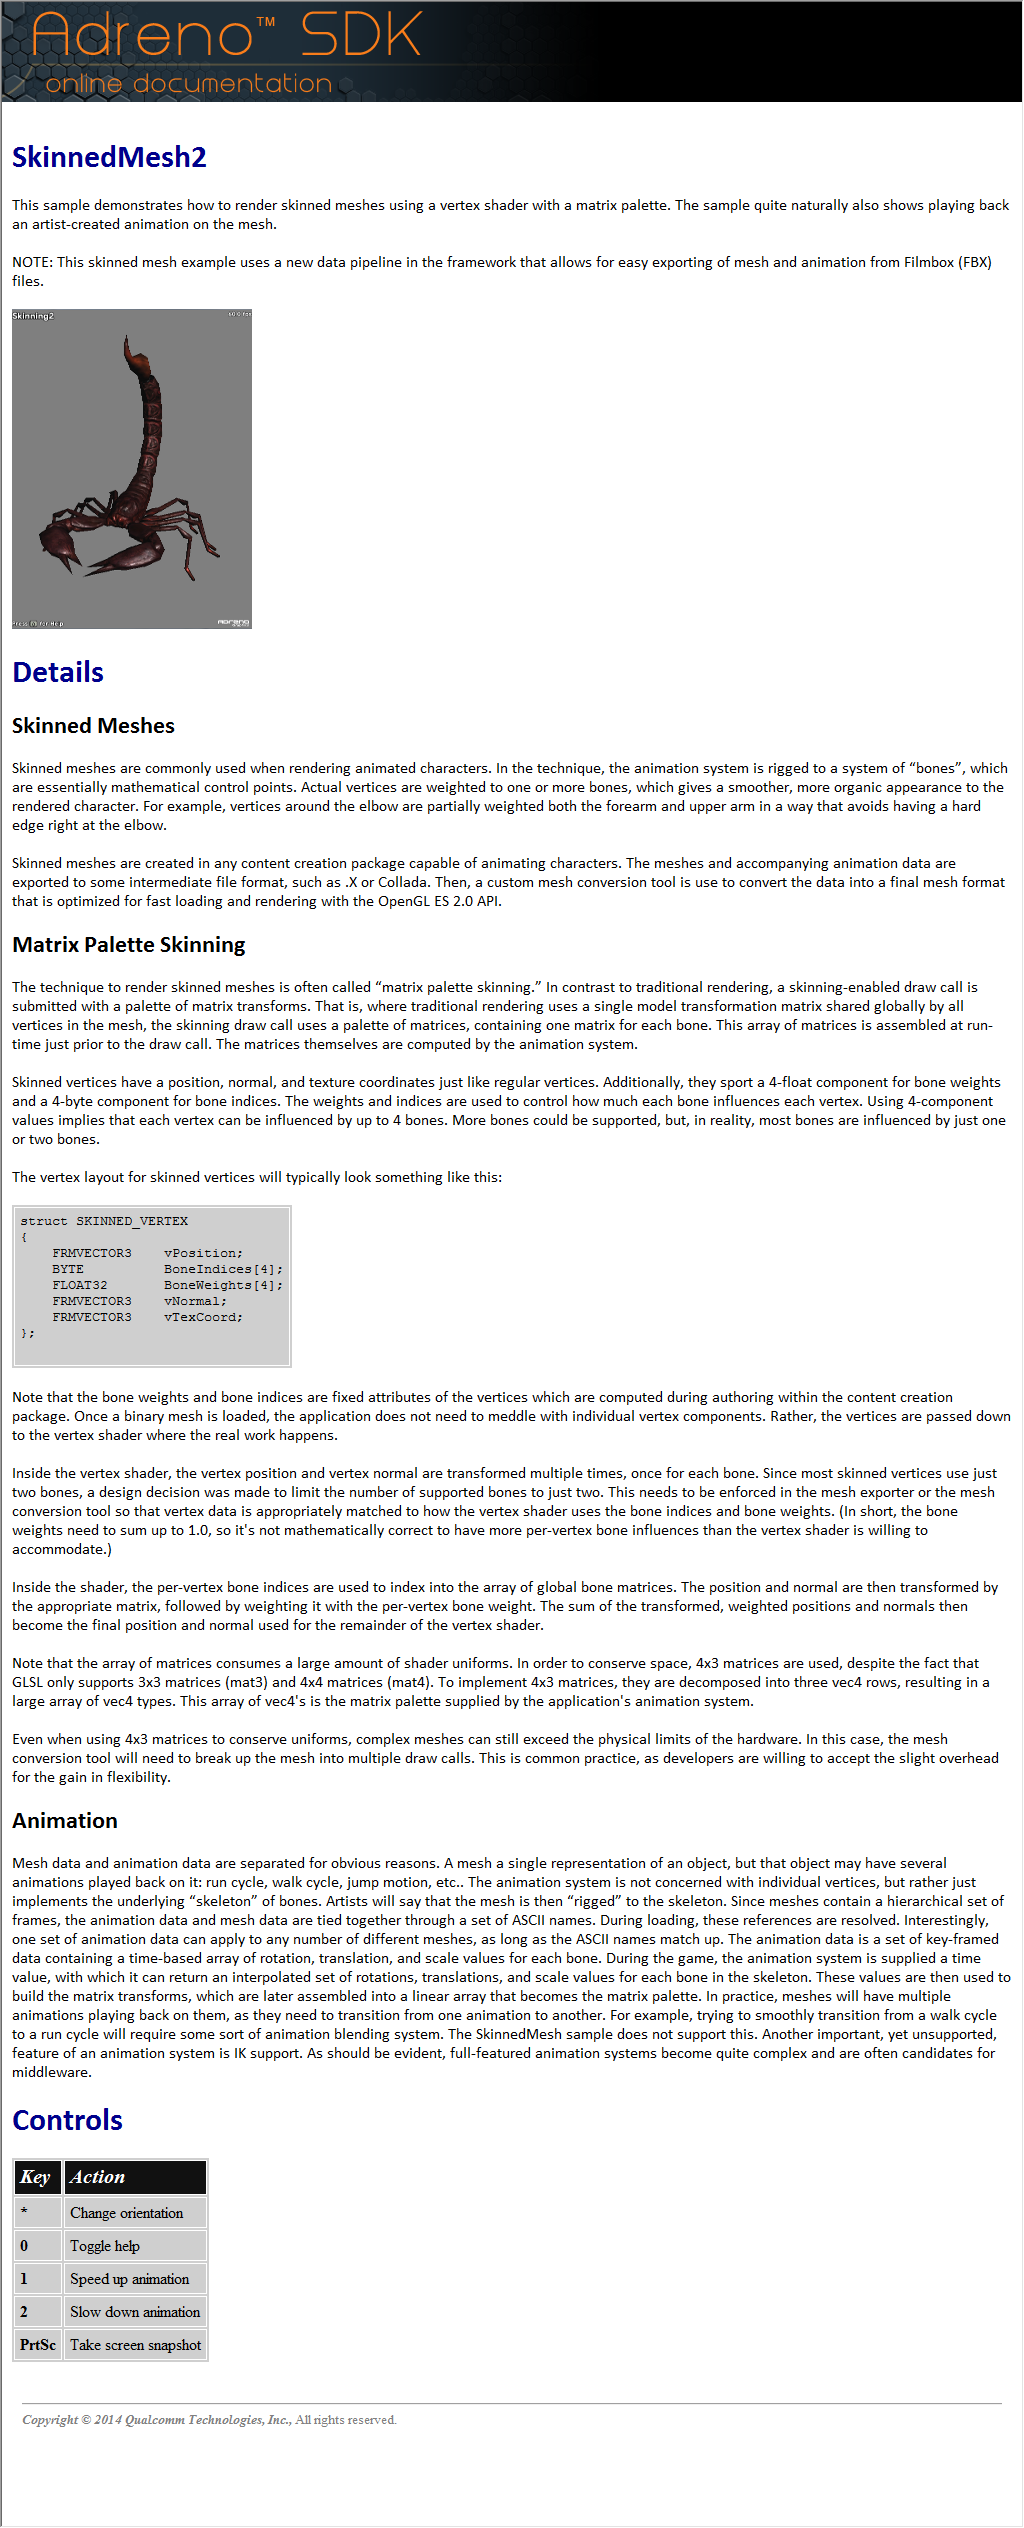 Adreno™ SDK
online documentation
SkinnedMesh2
This sample demonstrates how to render skinned meshes using a vertex shader with a matrix palette. The sample quite naturally also shows playing back
an artist-created animation on the mesh.
NOTE: This skinned mesh example uses a new data pipeline in the framework that allows for easy exporting of mesh and animation from Filmbox (FBX)
files.
Skinning2
60.0 fps
Press [0] for Help
Adreno
Details
Skinned Meshes
Skinned meshes are commonly used when rendering animated characters. In the technique, the animation system is rigged to a system of “bones”, which
are essentially mathematical control points. Actual vertices are weighted to one or more bones, which gives a smoother, more organic appearance to the
rendered character. For example, vertices around the elbow are partially weighted both the forearm and upper arm in a way that avoids having a hard
edge right at the elbow.
Skinned meshes are created in any content creation package capable of animating characters. The meshes and accompanying animation data are
exported to some intermediate file format, such as .X or Collada. Then, a custom mesh conversion tool is use to convert the data into a final mesh format
that is optimized for fast loading and rendering with the OpenGL ES 2.0 API.
Matrix Palette Skinning
The technique to render skinned meshes is often called “matrix palette skinning.” In contrast to traditional rendering, a skinning-enabled draw call is
submitted with a palette of matrix transforms. That is, where traditional rendering uses a single model transformation matrix shared globally by all
vertices in the mesh, the skinning draw call uses a palette of matrices, containing one matrix for each bone. This array of matrices is assembled at run-
time just prior to the draw call. The matrices themselves are computed by the animation system.
Skinned vertices have a position, normal, and texture coordinates just like regular vertices. Additionally, they sport a 4-float component for bone weights
and a 4-byte component for bone indices. The weights and indices are used to control how much each bone influences each vertex. Using 4-component
values implies that each vertex can be influenced by up to 4 bones. More bones could be supported, but, in reality, most bones are influenced by just one
or two bones.
The vertex layout for skinned vertices will typically look something like this:
struct SKINNED_VERTEX
{
FRMVECTOR3 vPosition;
BYTE BoneIndices[4];
FLOAT32 BoneWeights[4];
FRMVECTOR3 vNormal;
FRMVECTOR3 vTexCoord;
};
Note that the bone weights and bone indices are fixed attributes of the vertices which are computed during authoring within the content creation
package. Once a binary mesh is loaded, the application does not need to meddle with individual vertex components. Rather, the vertices are passed down
to the vertex shader where the real work happens.
Inside the vertex shader, the vertex position and vertex normal are transformed multiple times, once for each bone. Since most skinned vertices use just
two bones, a design decision was made to limit the number of supported bones to just two. This needs to be enforced in the mesh exporter or the mesh
conversion tool so that vertex data is appropriately matched to how the vertex shader uses the bone indices and bone weights. (In short, the bone
weights need to sum up to 1.0, so it's not mathematically correct to have more per-vertex bone influences than the vertex shader is willing to
accommodate.)
Inside the shader, the per-vertex bone indices are used to index into the array of global bone matrices. The position and normal are then transformed by
the appropriate matrix, followed by weighting it with the per-vertex bone weight. The sum of the transformed, weighted positions and normals then
become the final position and normal used for the remainder of the vertex shader.
Note that the array of matrices consumes a large amount of shader uniforms. In order to conserve space, 4x3 matrices are used, despite the fact that
GLSL only supports 3x3 matrices (mat3) and 4x4 matrices (mat4). To implement 4x3 matrices, they are decomposed into three vec4 rows, resulting in a
large array of vec4 types. This array of vec4's is the matrix palette supplied by the application's animation system.
Even when using 4x3 matrices to conserve uniforms, complex meshes can still exceed the physical limits of the hardware. In this case, the mesh
conversion tool will need to break up the mesh into multiple draw calls. This is common practice, as developers are willing to accept the slight overhead
for the gain in flexibility.
Animation
Mesh data and animation data are separated for obvious reasons. A mesh a single representation of an object, but that object may have several
animations played back on it: run cycle, walk cycle, jump motion, etc.. The animation system is not concerned with individual vertices, but rather just
implements the underlying “skeleton” of bones. Artists will say that the mesh is then “rigged” to the skeleton. Since meshes contain a hierarchical set of
frames, the animation data and mesh data are tied together through a set of ASCII names. During loading, these references are resolved. Interestingly,
one set of animation data can apply to any number of different meshes, as long as the ASCII names match up. The animation data is a set of key-framed
data containing a time-based array of rotation, translation, and scale values for each bone. During the game, the animation system is supplied a time
value, with which it can return an interpolated set of rotations, translations, and scale values for each bone in the skeleton. These values are then used to
build the matrix transforms, which are later assembled into a linear array that becomes the matrix palette. In practice, meshes will have multiple
animations playing back on them, as they need to transition from one animation to another. For example, trying to smoothly transition from a walk cycle
to a run cycle will require some sort of animation blending system. The SkinnedMesh sample does not support this. Another important, yet unsupported,
feature of an animation system is IK support. As should be evident, full-featured animation systems become quite complex and are often candidates for
middleware.
Controls
Key Action
* Change orientation
0 Toggle help
1 Speed up animation
2 Slow down animation
PrtSc Take screen snapshot
Copyright © 2014 Qualcomm Technologies, Inc., All rights reserved.